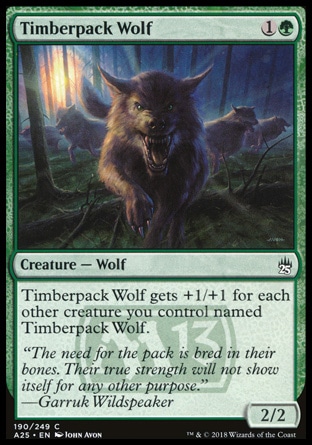 Timberpack Wolf 1
Creature — Wolf
25
Timberpack Wolf gets +1/+1 for each
other creature you control named
Timberpack Wolf.
13
“The need for the pack is bred in their
bones. Their true strength will not show
itself for any other purpose.”
—Garruk Wildspeaker
2/2
190/249 C
A25 • EN John Avon ™ & © 2018 Wizards of the Coast